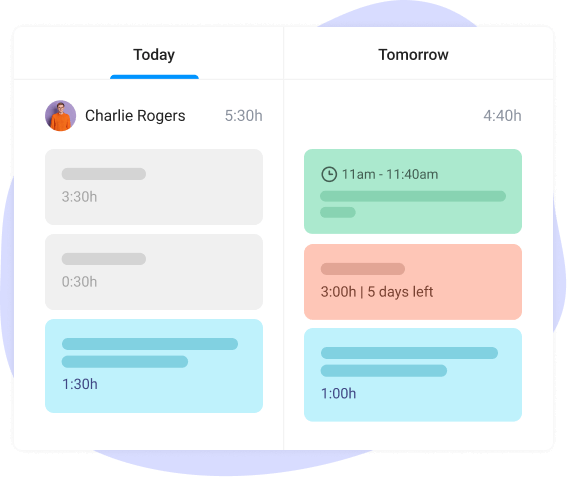 Today
Tomorrow
Charlie Rogers
5:30h
4:40h
3:30h
0:30h
1:30h
11am - 11:40am
3:00h | 5 days left
1:00h